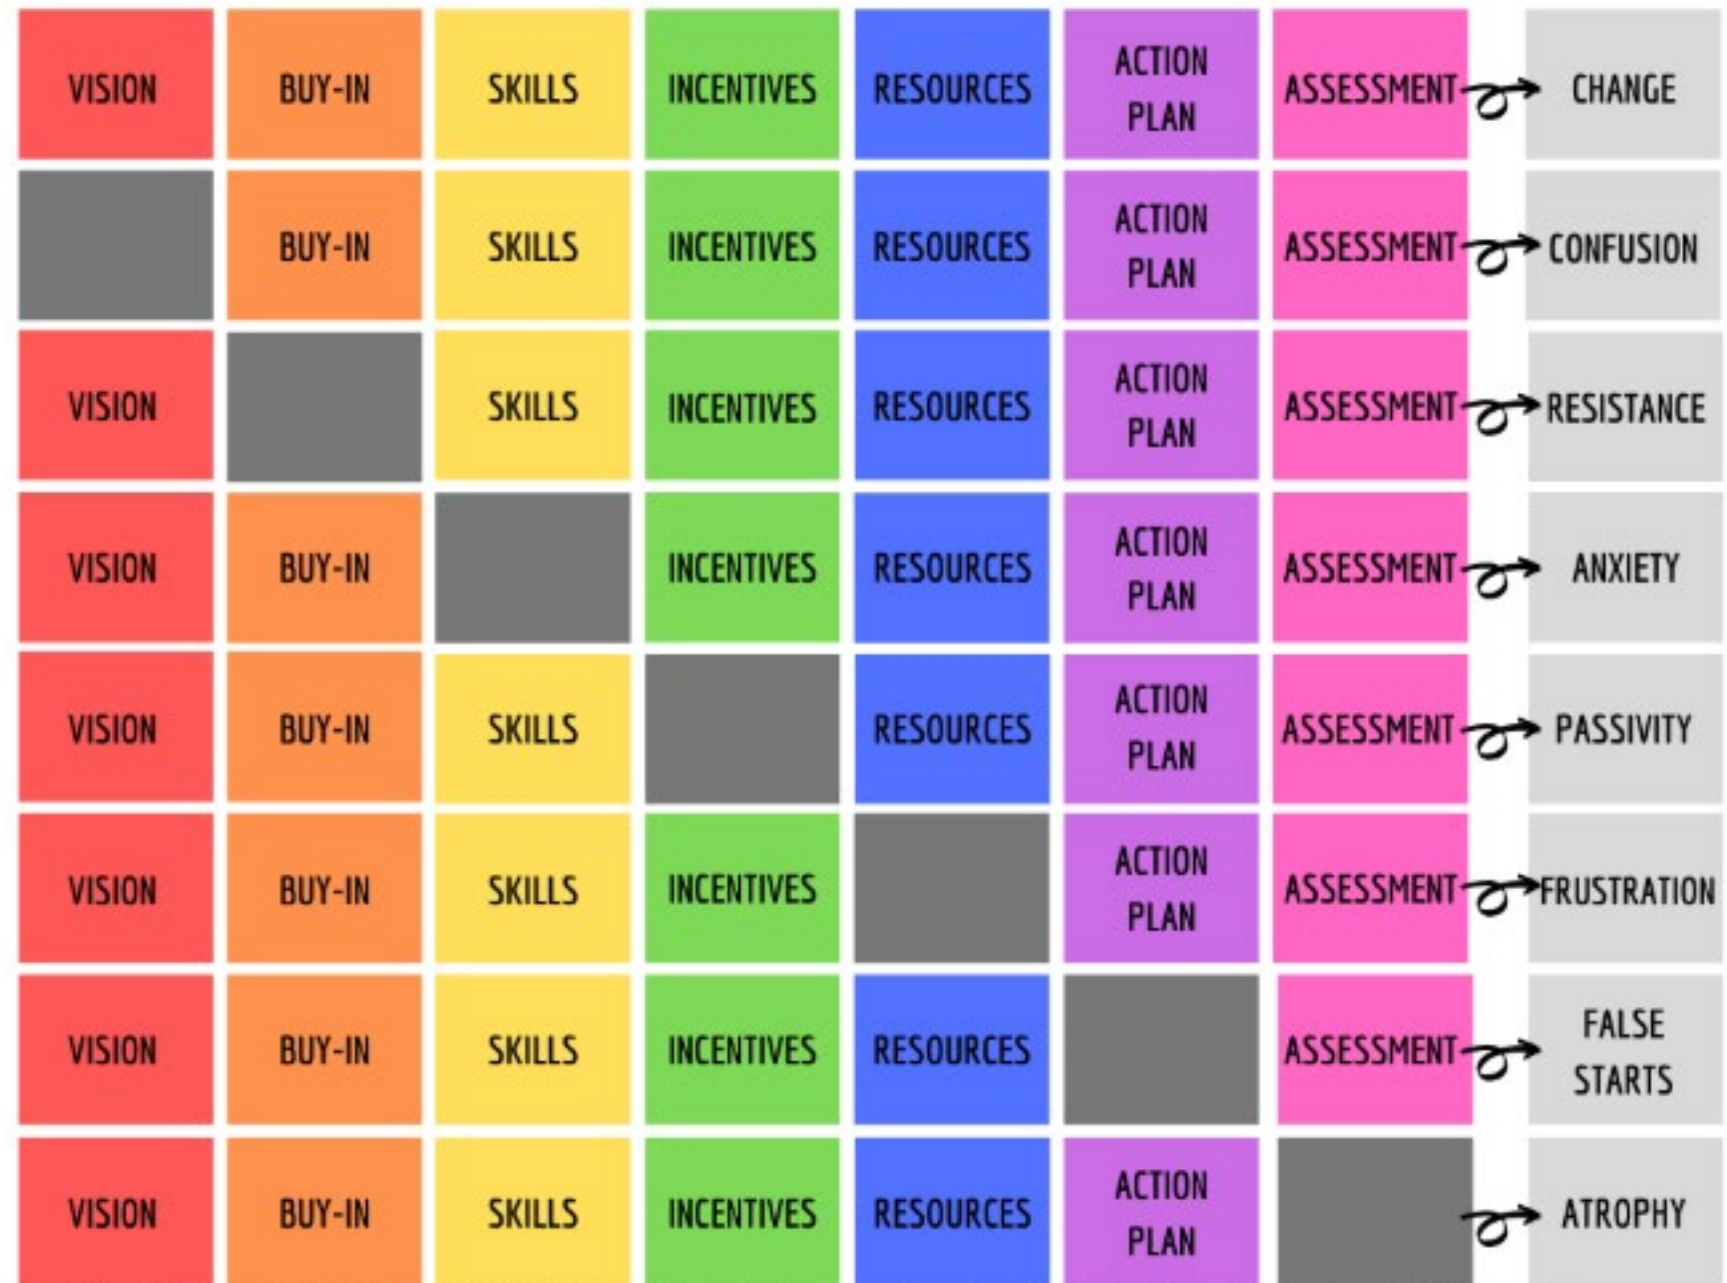 VISION BUY-IN SKILLS INCENTIVES RESOURCES ACTION PLAN ASSESSMENT CHANGE
BUY-IN SKILLS INCENTIVES RESOURCES ACTION PLAN ASSESSMENT CONFUSION
VISION SKILLS INCENTIVES RESOURCES ACTION PLAN ASSESSMENT RESISTANCE
VISION BUY-IN INCENTIVES RESOURCES ACTION PLAN ASSESSMENT ANXIETY
VISION BUY-IN SKILLS RESOURCES ACTION PLAN ASSESSMENT PASSIVITY
VISION BUY-IN SKILLS INCENTIVES ACTION PLAN ASSESSMENT FRUSTRATION
VISION BUY-IN SKILLS INCENTIVES RESOURCES ASSESSMENT FALSE STARTS
VISION BUY-IN SKILLS INCENTIVES RESOURCES ACTION PLAN ATROPHY